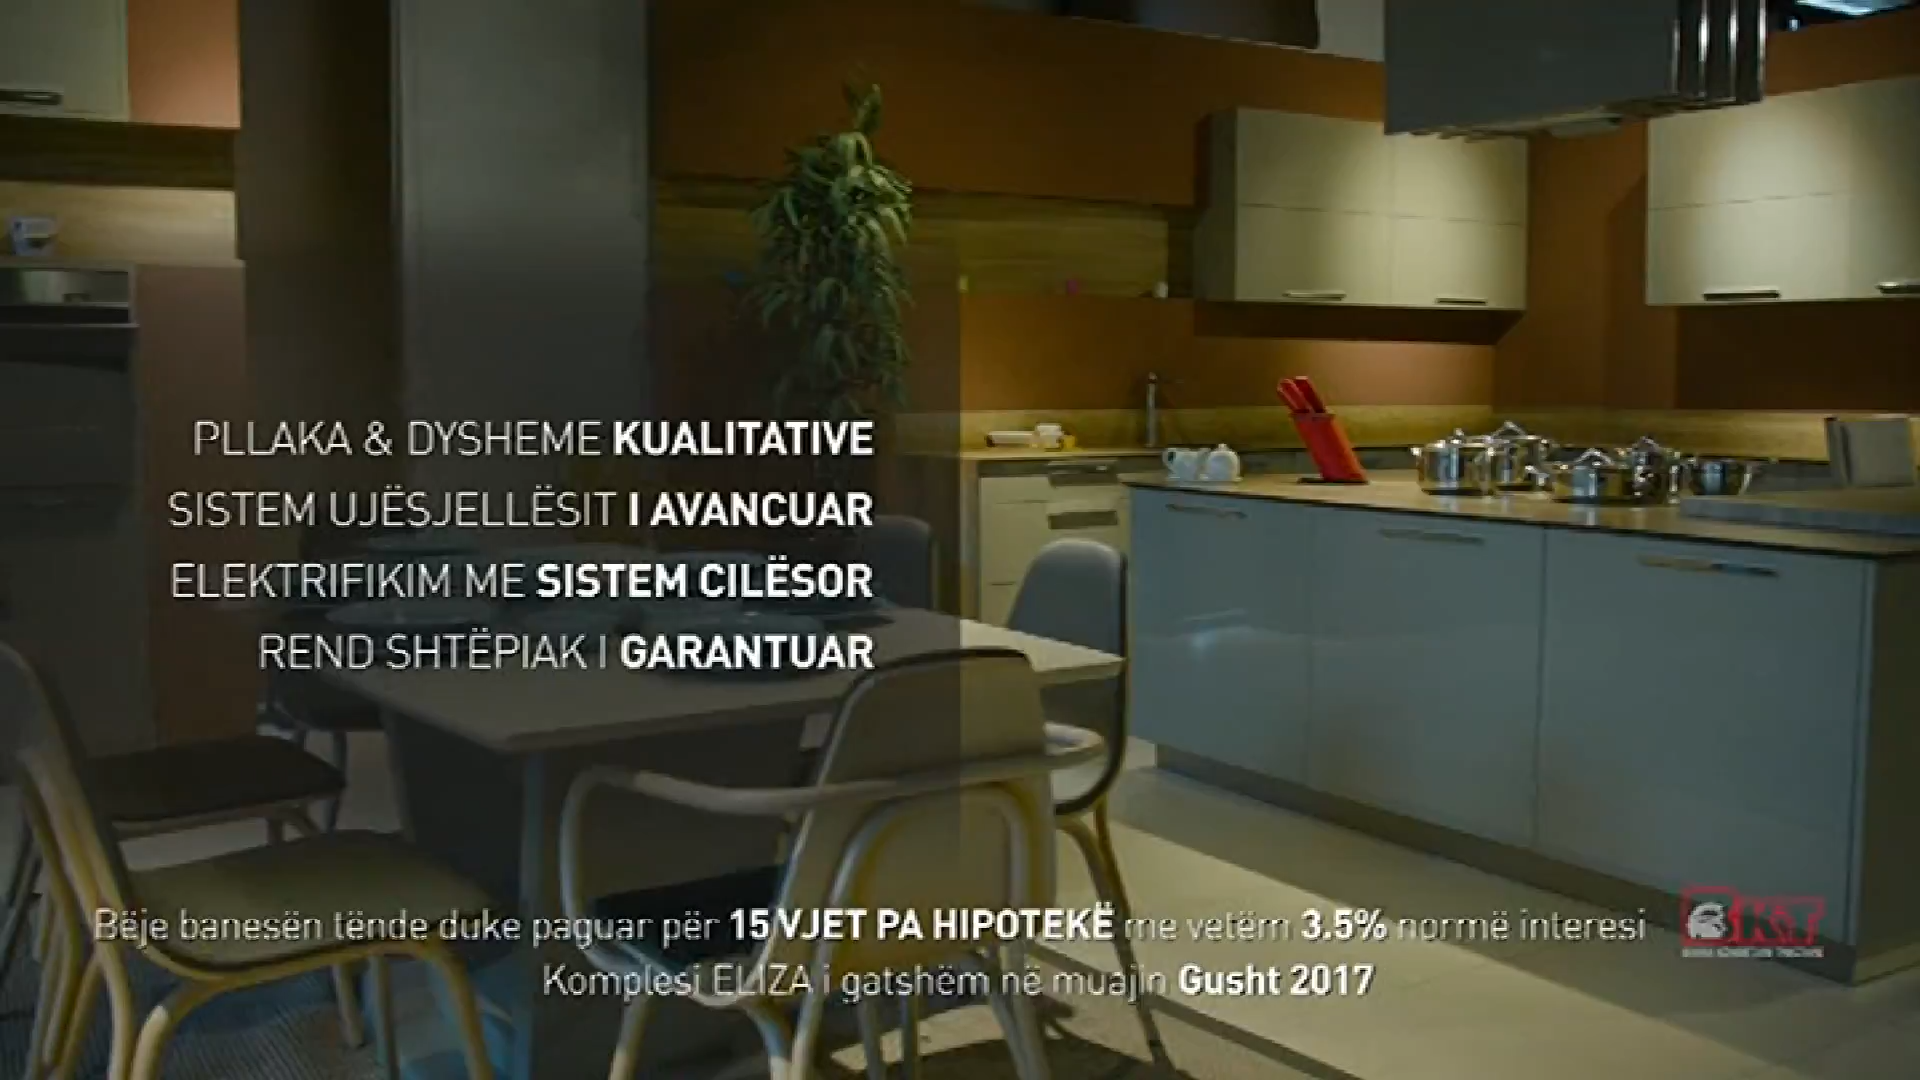 PLLAKA & DYSHEME KUALITATIVE
SISTEM UJËSJELLËSIT I AVANCUAR
ELEKTRIFIKIM ME SISTEM CILËSOR
REND SHTËPIAK I GARANTUAR
Bëje banesën tënde duke paguar për 15 VJET PA HIPOTEKË me vetëm 3.5% normë interesi
BKT
Komplesi ELIZA i gatshëm në muajin Gusht 2017